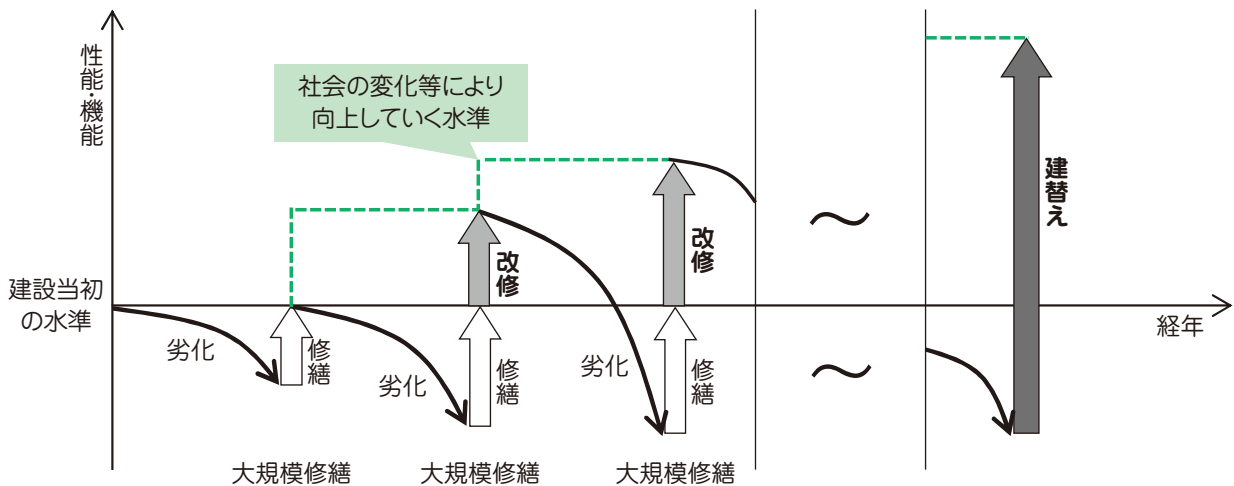 性能・機能
社会の変化等により
向上していく水準
建設当初
の水準
劣化
修繕
劣化
改修
修繕
劣化
改修
修繕
建替え
経年
大規模修繕
大規模修繕
大規模修繕